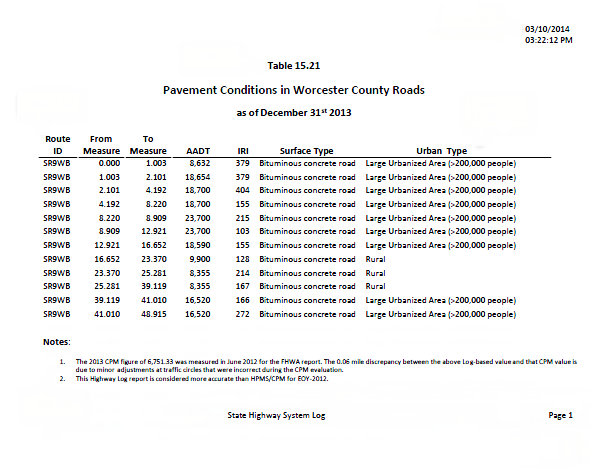 03/10/2014
03:22:12 PM
Table 15.21
Pavement Conditions in Worcester County Roads
as of December 31st 2013
Route From To
ID Measure Measure AADT IRI Surface Type Urban Type
SR9WB 0.000 1.003 8,632 379 Bituminous concrete road Large Urbanized Area (>200,000 people)
SR9WB 1.003 2.101 18,654 379 Bituminous concrete road Large Urbanized Area (>200,000 people)
SR9WB 2.101 4.192 18,700 404 Bituminous concrete road Large Urbanized Area (>200,000 people)
SR9WB 4.192 8.220 18,700 155 Bituminous concrete road Large Urbanized Area (>200,000 people)
SR9WB 8.220 8.909 23,700 215 Bituminous concrete road Large Urbanized Area (>200,000 people)
SR9WB 8.909 12.921 23,700 103 Bituminous concrete road Large Urbanized Area (>200,000 people)
SR9WB 12.921 16.652 18,590 155 Bituminous concrete road Large Urbanized Area (>200,000 people)
SR9WB 16.652 23.370 9,900 128 Bituminous concrete road Rural
SR9WB 23.370 25.281 8,355 214 Bituminous concrete road Rural
SR9WB 25.281 39.119 8,355 167 Bituminous concrete road Rural
SR9WB 39.119 41.010 16,520 166 Bituminous concrete road Large Urbanized Area (>200,000 people)
SR9WB 41.010 48.915 16,520 272 Bituminous concrete road Large Urbanized Area (>200,000 people)
Notes:
1. The 2013 CPM figure of 6,751.33 was measured in June 2012 for the FHWA report. The 0.06 mile discrepancy between the above Log-based value and that CPM value is
due to minor adjustments at traffic circles that were incorrect during the CPM evaluation.
2. This Highway Log report is considered more accurate than HPMS/CPM for EOY-2012.
State Highway System Log Page 1